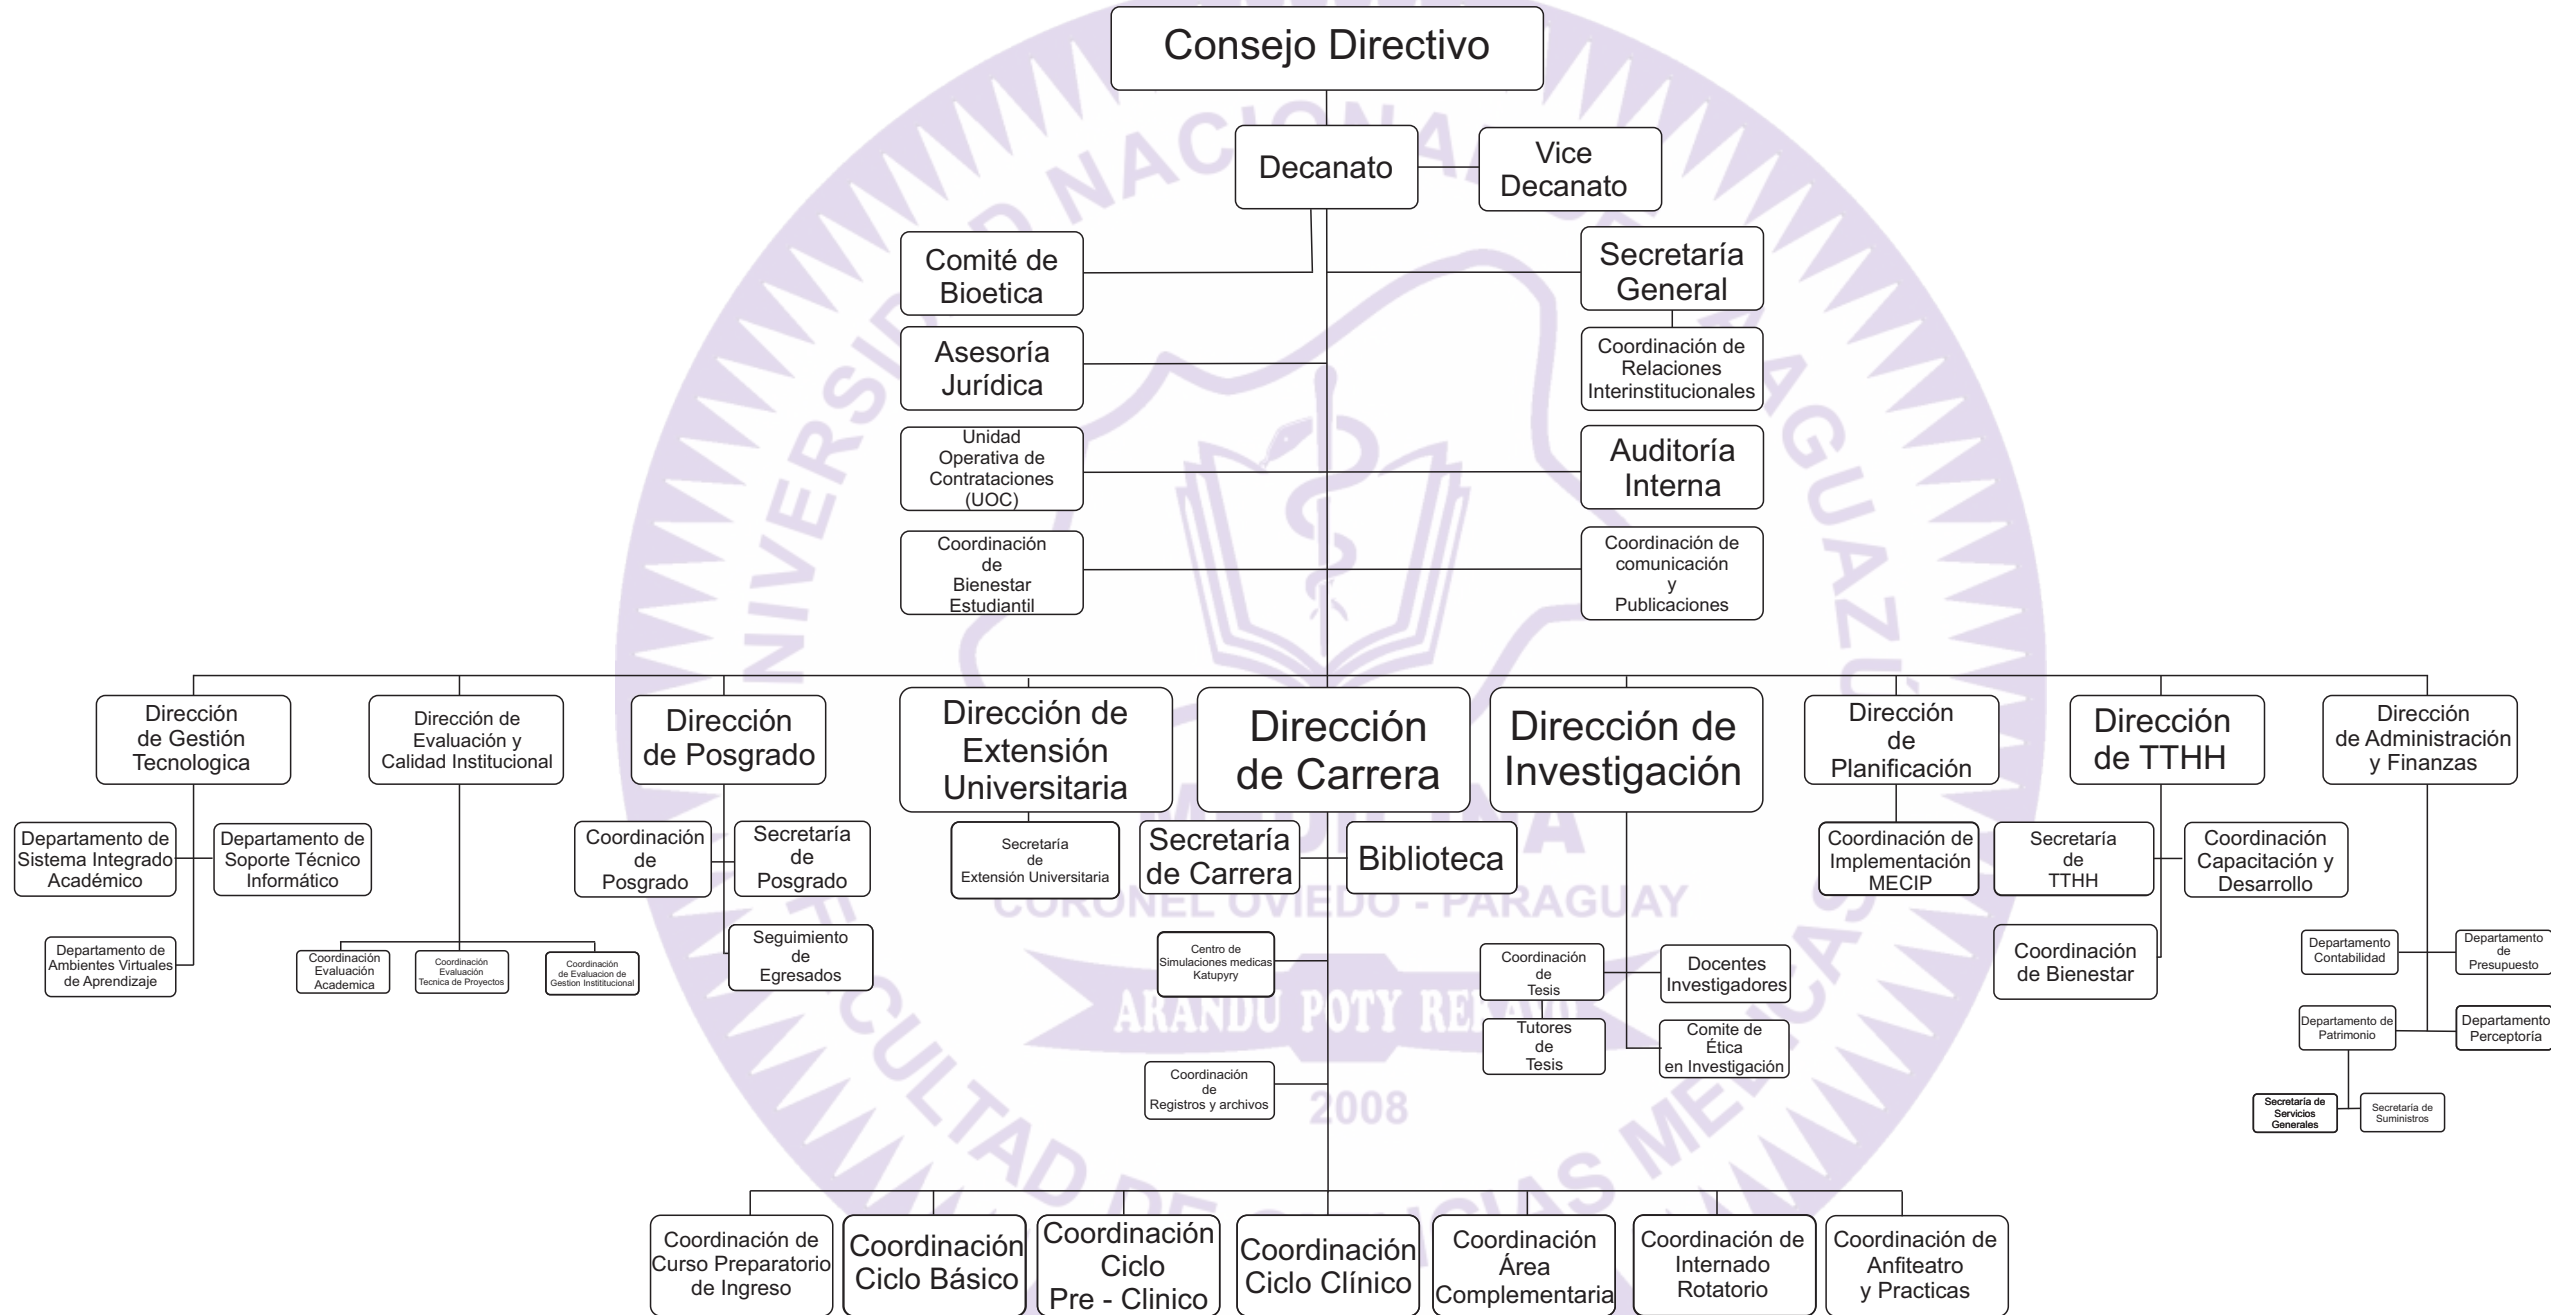 Consejo Directivo
Decanato
Vice
Decanato
Comité de
Bioetica
Secretaría
General
Asesoría
Jurídica
Coordinación de
Relaciones
Interinstitucionales
Unidad
Operativa de
Contrataciones
(UOC)
Auditoría
Interna
Coordinación
de
Bienestar
Estudiantil
Coordinación de
comunicación
y
Publicaciones
Dirección
de Gestión
Tecnologica
Dirección de
Evaluación y
Calidad Institucional
Dirección
de Posgrado
Dirección de
Extensión
Universitaria
Dirección
de Carrera
Dirección de
Investigación
Dirección
de
Planificación
Dirección
de TTHH
Dirección
de Administración
y Finanzas
Departamento de
Sistema Integrado
Académico
Departamento de
Soporte Técnico
Informático
Coordinación
de
Posgrado
Secretaría
de
Posgrado
Secretaría
de
Extensión Universitaria
Secretaría
de Carrera
Biblioteca
Coordinación de
Implementación
MECIP
Secretaría
de
TTHH
Coordinación
Capacitación y
Desarrollo
Departamento de
Ambientes Virtuales
de Aprendizaje
Coordinación
Evaluación
Academica
Coordinación
Evaluación
Tecnica de Proyectos
Coordinación
de Evaluacion de
Gestion Instititucional
Seguimiento
de
Egresados
Centro de
Simulaciones medicas
Katupyry
Coordinación
de
Tesis
Docentes
Investigadores
Coordinación
de Bienestar
Departamento
Contabilidad
Departamento
de
Presupuesto
Tutores
de
Tesis
Comite de
Ética
en Investigación
Departamento de
Patrimonio
Departamento
Perceptoría
Coordinación
de
Registros y archivos
Secretaría de
Servicios
Generales
Secretaria de
Suministros
Coordinación de
Curso Preparatorio
de Ingreso
Coordinación
Ciclo Básico
Coordinación
Ciclo
Pre - Clinico
Coordinación
Ciclo Clínico
Coordinación
Área
Complementaria
Coordinación de
Internado
Rotatorio
Coordinación de
Anfiteatro
y Practicas
CORONEL OVIEDO - PARAGUAY
ARANDU POTY
2008